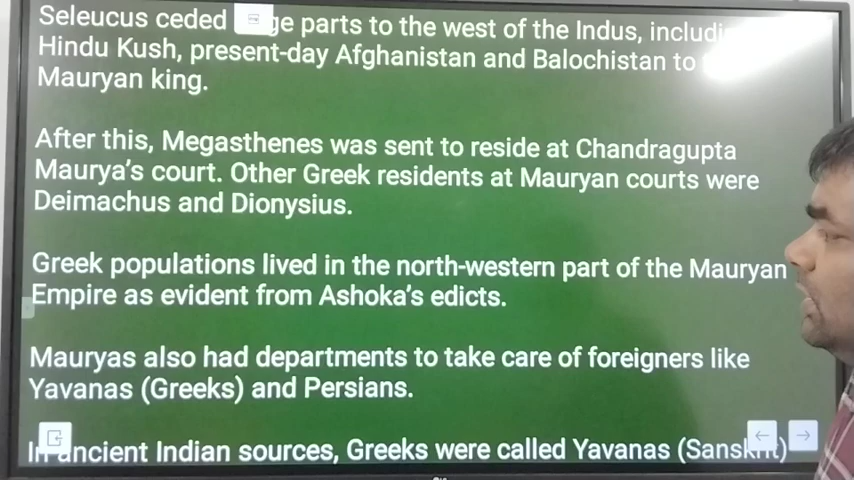 Seleucus ceded ge parts to the west of the Indus,
Hindu Kush, present-day Afghanistan and Balochistan to
Mauryan king.
After this, Megasthenes was sent to reside at Chandragupta
Maurya's court. Other Greek residents at Mauryan courts were
Deimachus and Dionysius.
Greek populations lived in the north-western part of the Mauryan
Empire as evident from Ashoka's edicts.
Mauryas also had departments to take care of foreigners like
Yavanas (Greeks) and Persians.
In ancient Indian sources, Greeks were called Yavanas (Sanskrit)